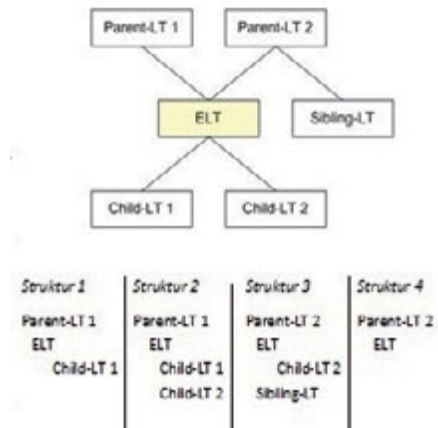 Parent-LT 1 Parent-LT 2
ELT Sibling-LT
Child-LT 1 Child-LT 2
Struktur 1 Struktur 2 Struktur 3 Struktur 4
Parent-LT 1 Parent-LT 1 Parent-LT 2 Parent-LT 2
ELT ELT ELT ELT
Child-LT 1 Child-LT 1 Child-LT 2
Child-LT 2 Sibling-LT